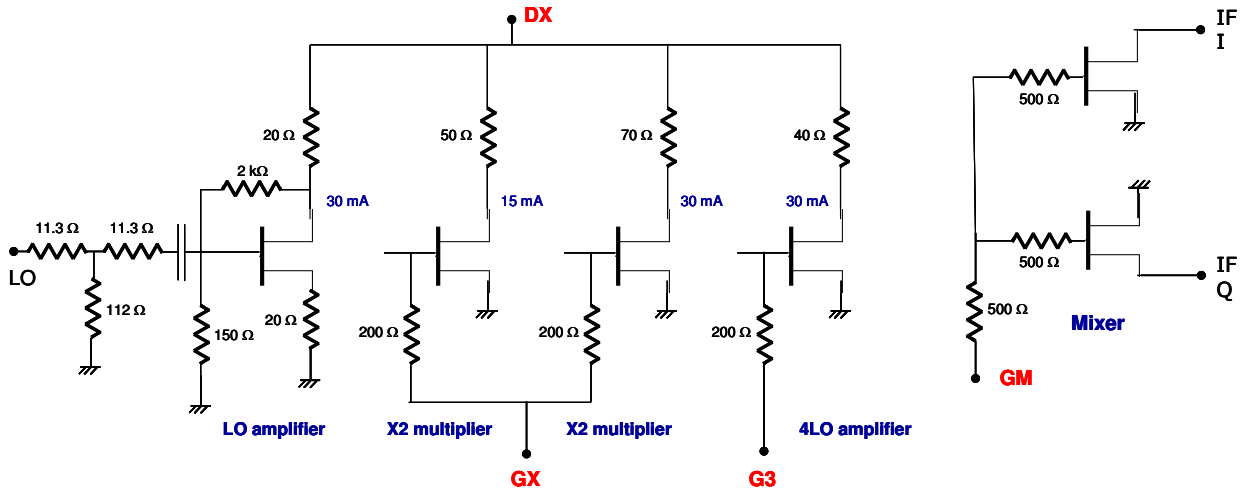 DX
IF
I
20 Ω
50 Ω
70 Ω
40 Ω
500 Ω
2 kΩ
30 mA
15 mA
30 mA
30 mA
11.3 Ω
11.3 Ω
LO
500 Ω
IF
Q
112 Ω
150 Ω
20 Ω
200 Ω
200 Ω
200 Ω
500 Ω
Mixer
GM
LO amplifier
X2 multiplier
X2 multiplier
4LO amplifier
GX
G3